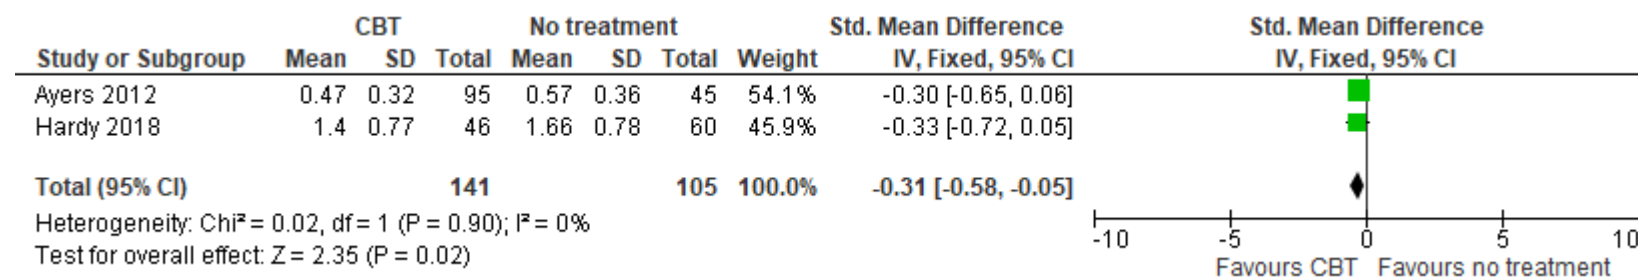 CBT No treatment Std. Mean Difference Std. Mean Difference
Study or Subgroup Mean SD Total Mean SD Total Weight IV, Fixed, 95% CI IV, Fixed, 95% CI
Ayers 2012 0.47 0.32 95 0.57 0.36 45 54.1% -0.30 [-0.65, 0.06]
Hardy 2018 1.4 0.77 46 1.66 0.78 60 45.9% -0.33 [-0.72, 0.05]
Total (95% CI) 141 105 100.0% -0.31 [-0.58, -0.05]
Heterogeneity: Chi² = 0.02, df = 1 (P = 0.90); I² = 0%
Test for overall effect: Z = 2.35 (P = 0.02)
-10 -5 0 5 10
Favours CBT Favours no treatment